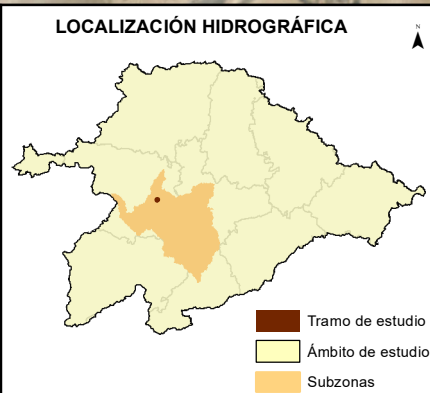 LOCALIZACIÓN HIDROGRÁFICA
N
Tramo de estudio
Ámbito de estudio
Subzonas